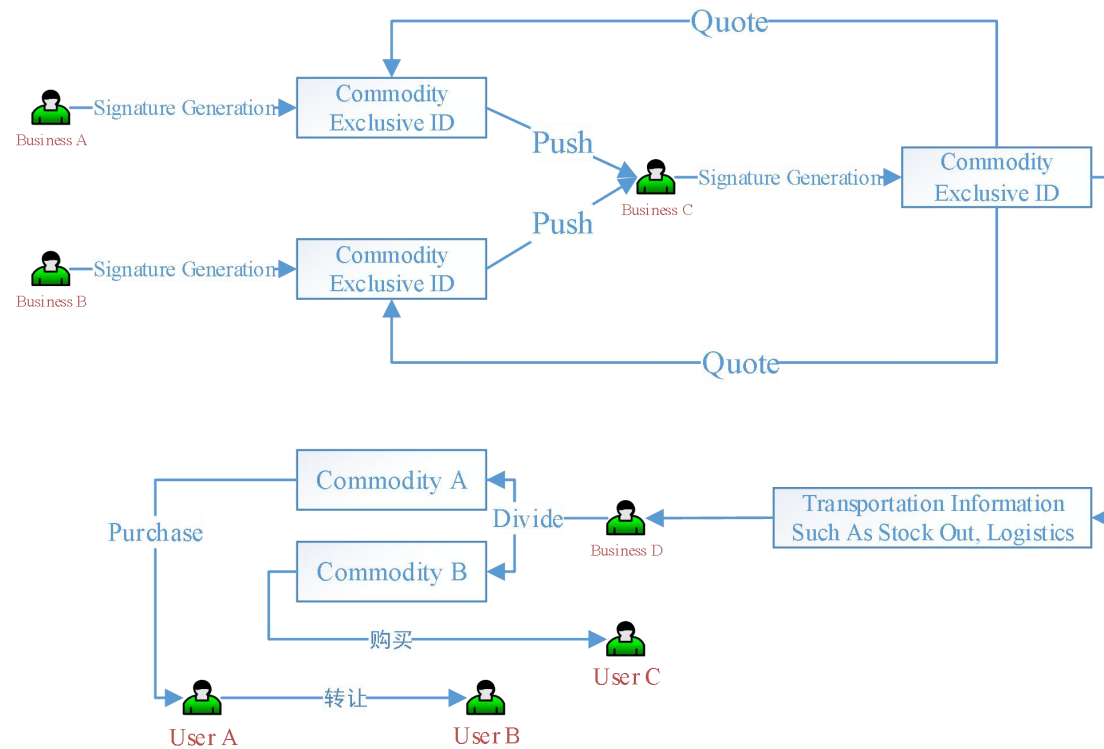 Quote
Signature Generation
Commodity
Exclusive ID
Business A
Push
Signature Generation
Commodity
Exclusive ID
Business C
Push
Signature Generation
Commodity
Exclusive ID
Business B
Quote
Commodity A
Purchase
Divide
Transportation Information
Such As Stock Out, Logistics
Business D
Commodity B
购买
User C
转让
User A
User B